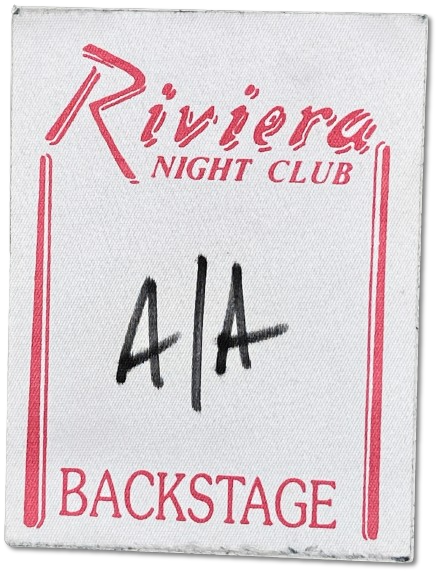 Riviera
NIGHT CLUB
A/A
BACKSTAGE